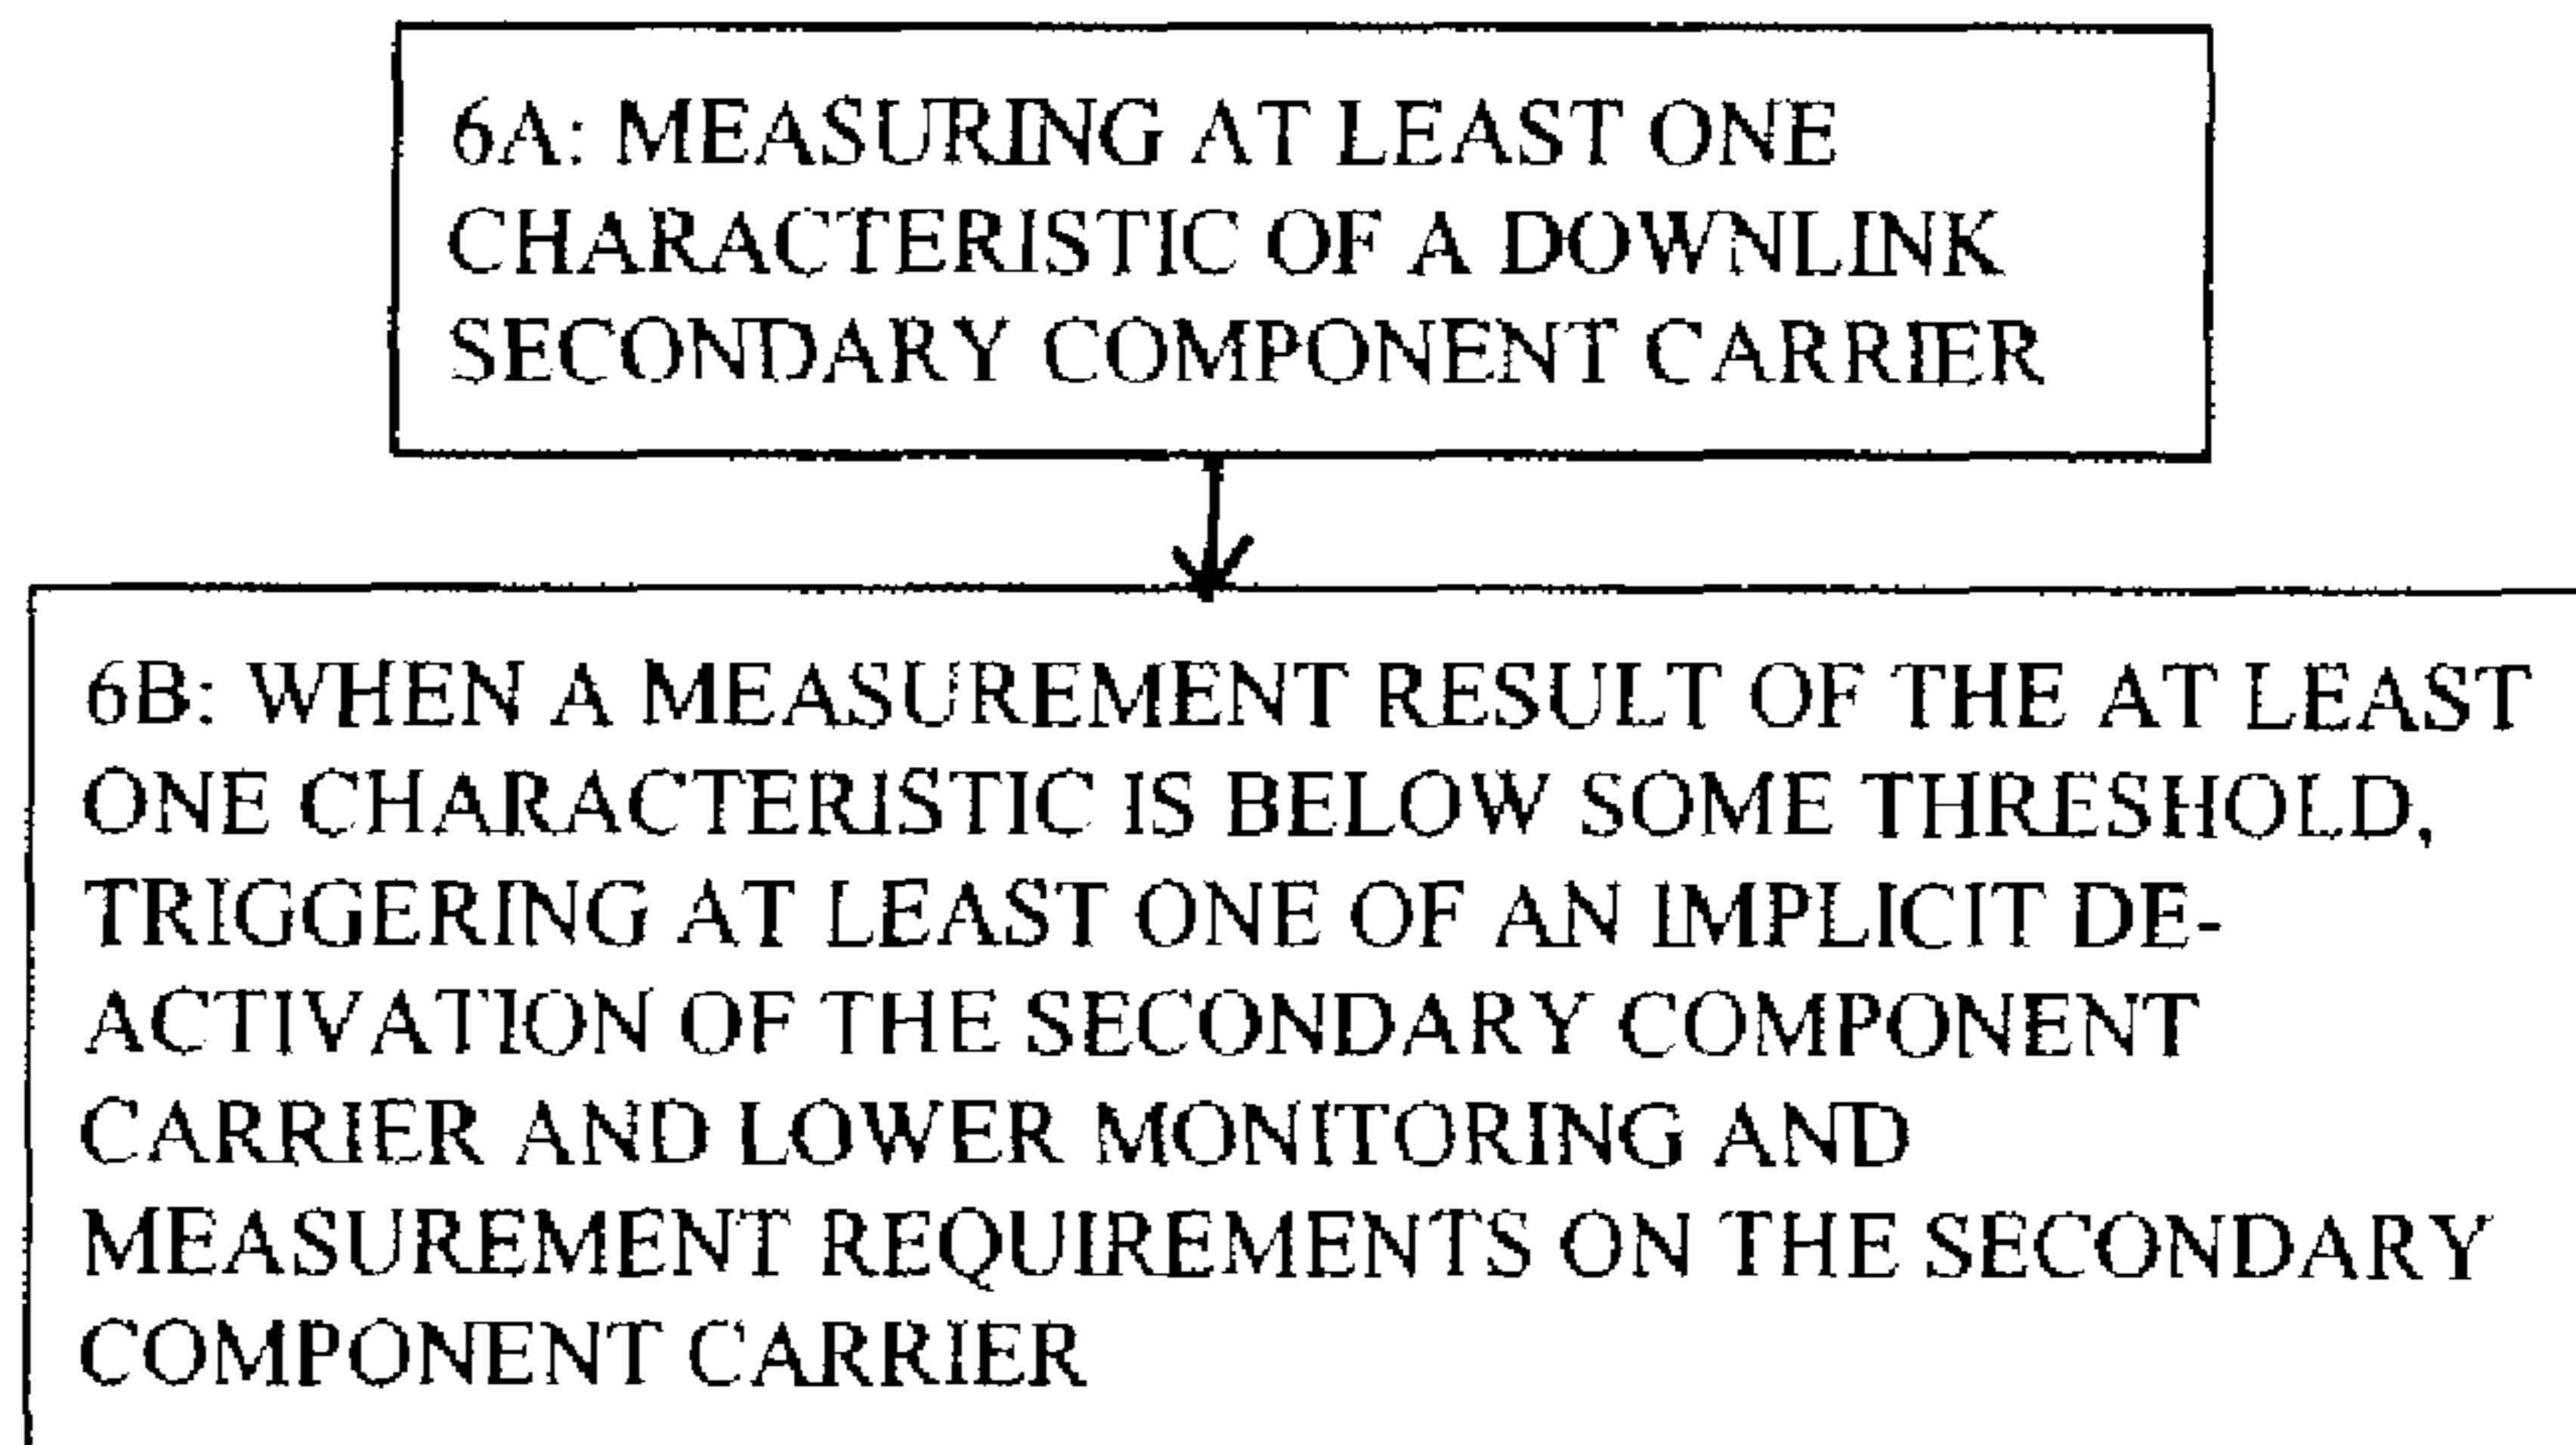 6A: MEASURING AT LEAST ONE
CHARACTERISTIC OF A DOWNLINK
SECONDARY COMPONENT CARRIER
6B: WHEN A MEASUREMENT RESULT OF THE AT LEAST
ONE CHARACTERISTIC IS BELOW SOME THRESHOLD,
TRIGGERING AT LEAST ONE OF AN IMPLICIT DE-
ACTIVATION OF THE SECONDARY COMPONENT
CARRIER AND LOWER MONITORING AND
MEASUREMENT REQUIREMENTS ON THE SECONDARY
COMPONENT CARRIER